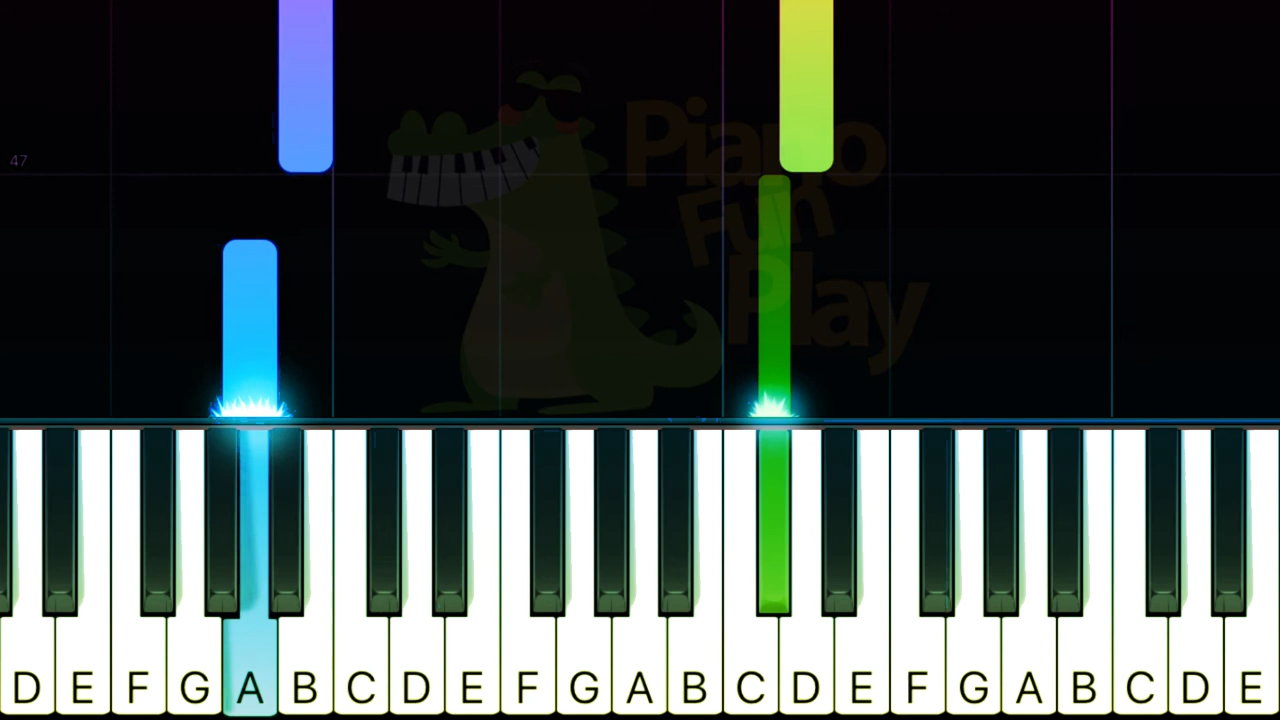 Piano
47
Fun
Play
D E F G A B C D E F G A B C D E F G A B C D E